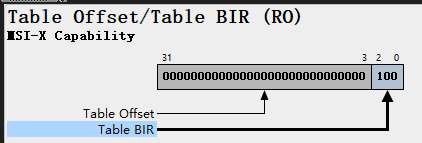 Table Offset/Table BIR (RO)
MSI-X Capability
31 3 2 0
00000000000000000000000000000 100
Table Offset
Table BIR